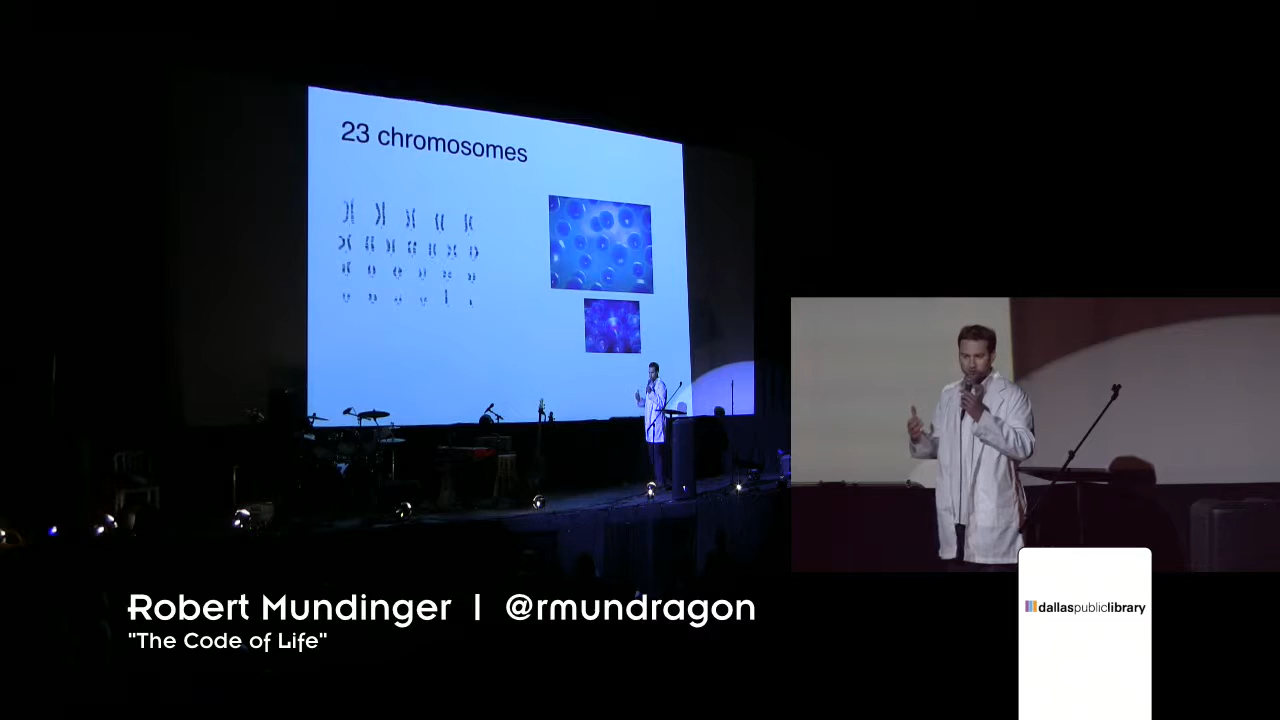 23 chromosomes
Robert Mundinger | @rmundragon
"The Code of Life"
dallaspubliclibrary